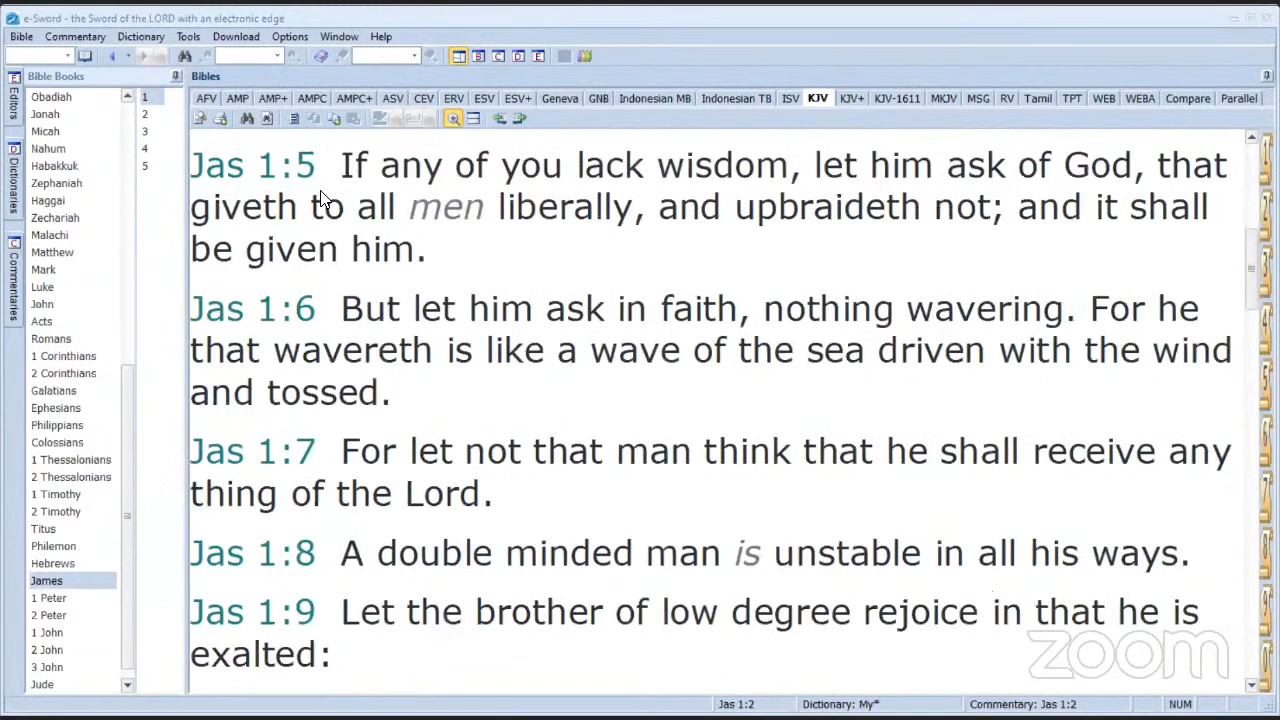 e-Sword - the Sword of the LORD with an electronic edge
Bible Commentary Dictionary Tools Download Options Window Help
Bible Books
Bibles
Editors
Dictionaries
Commentaries
AFV AMP AMP+ AMPC AMPC+ ASV CEV ERV ESV ESV+ Geneva GNB Indonesian MB Indonesian TB ISV KJV KJV+ KJV-1611 MKJV MSG RV Tamil TPT WEB WEBA Compare Parallel
Obadiah
Jonah
Micah
Nahum
Habakkuk
Zephaniah
Haggai
Zechariah
Malachi
Matthew
Mark
Luke
John
Acts
Romans
1 Corinthians
2 Corinthians
Galatians
Ephesians
Philippians
Colossians
1 Thessalonians
2 Thessalonians
1 Timothy
2 Timothy
Titus
Philemon
Hebrews
James
1 Peter
2 Peter
1 John
2 John
3 John
Jude
1
2
3
4
5
Jas 1:5 If any of you lack wisdom, let him ask of God, that
giveth to all men liberally, and upbraideth not; and it shall
be given him.
Jas 1:6 But let him ask in faith, nothing wavering. For he
that wavereth is like a wave of the sea driven with the wind
and tossed.
Jas 1:7 For let not that man think that he shall receive any
thing of the Lord.
Jas 1:8 A double minded man is unstable in all his ways.
Jas 1:9 Let the brother of low degree rejoice in that he is
exalted:
zoom
Jas 1:2 Dictionary: My* Commentary: Jas 1:2 NUM